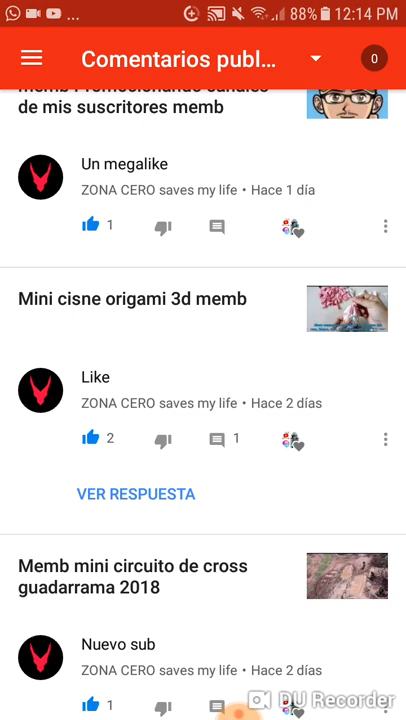 ... 88% 12:14 PM
Comentarios publ... 0
memb Promocionando canales
de mis suscritores memb
Un megalike
ZONA CERO saves my life • Hace 1 día
1
Mini cisne origami 3d memb
Like
ZONA CERO saves my life • Hace 2 días
2 1
VER RESPUESTA
Memb mini circuito de cross
guadarrama 2018
Nuevo sub
ZONA CERO saves my life • Hace 2 días
1
DU Recorder